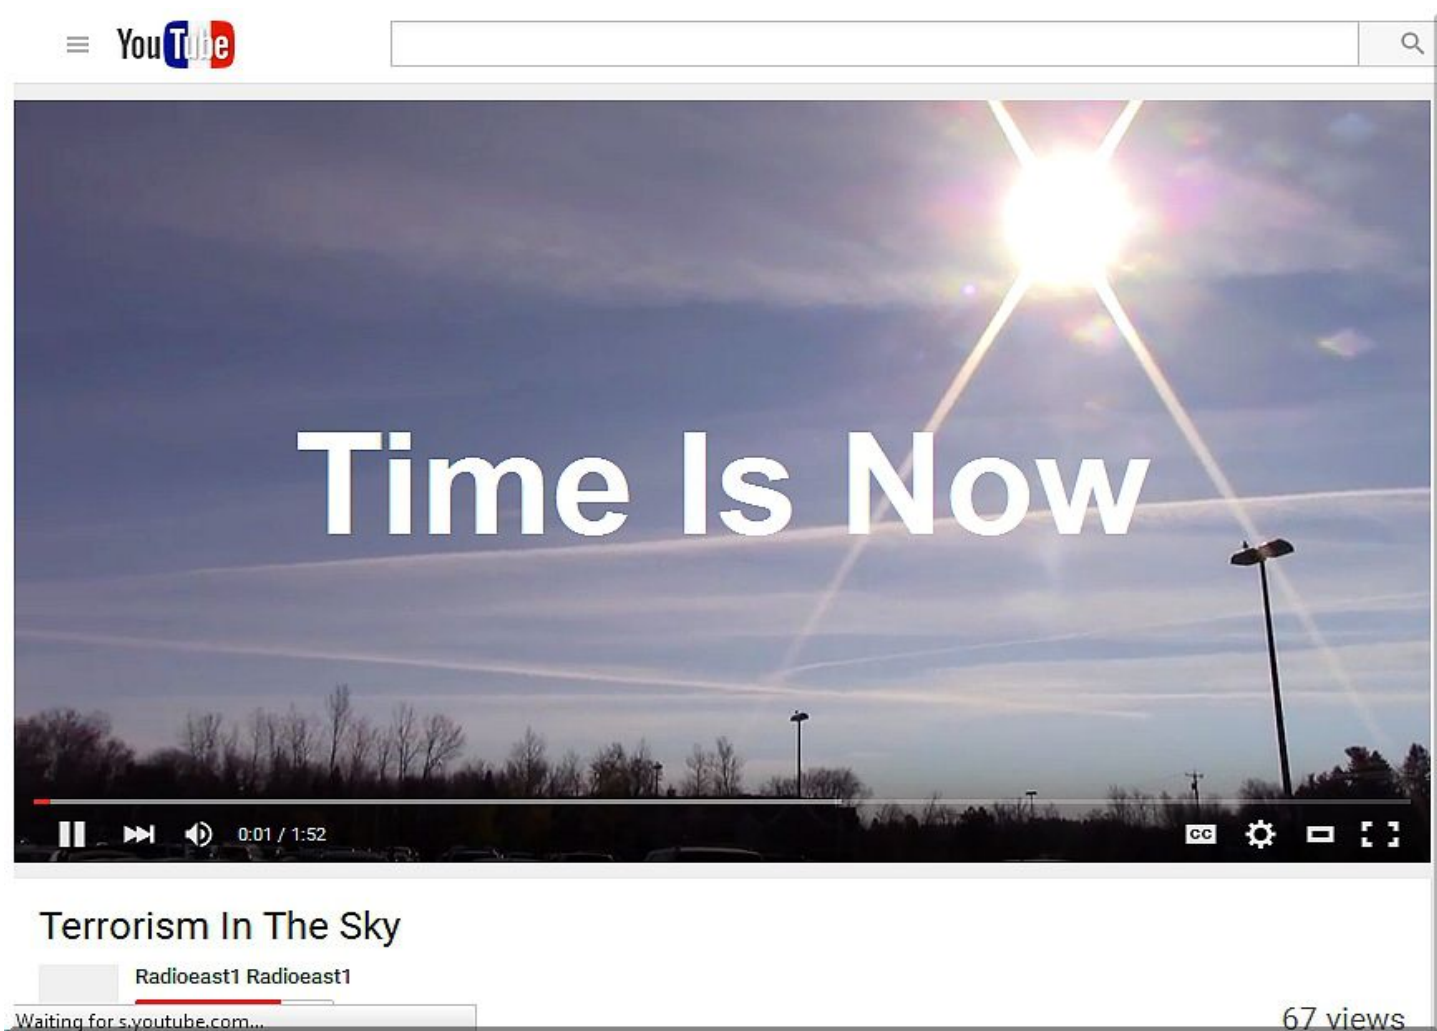 YouTube
Time Is Now
0:01 / 1:52
CC
Terrorism In The Sky
Radioeast1 Radioeast1
Waiting for s.youtube.com...
67 views